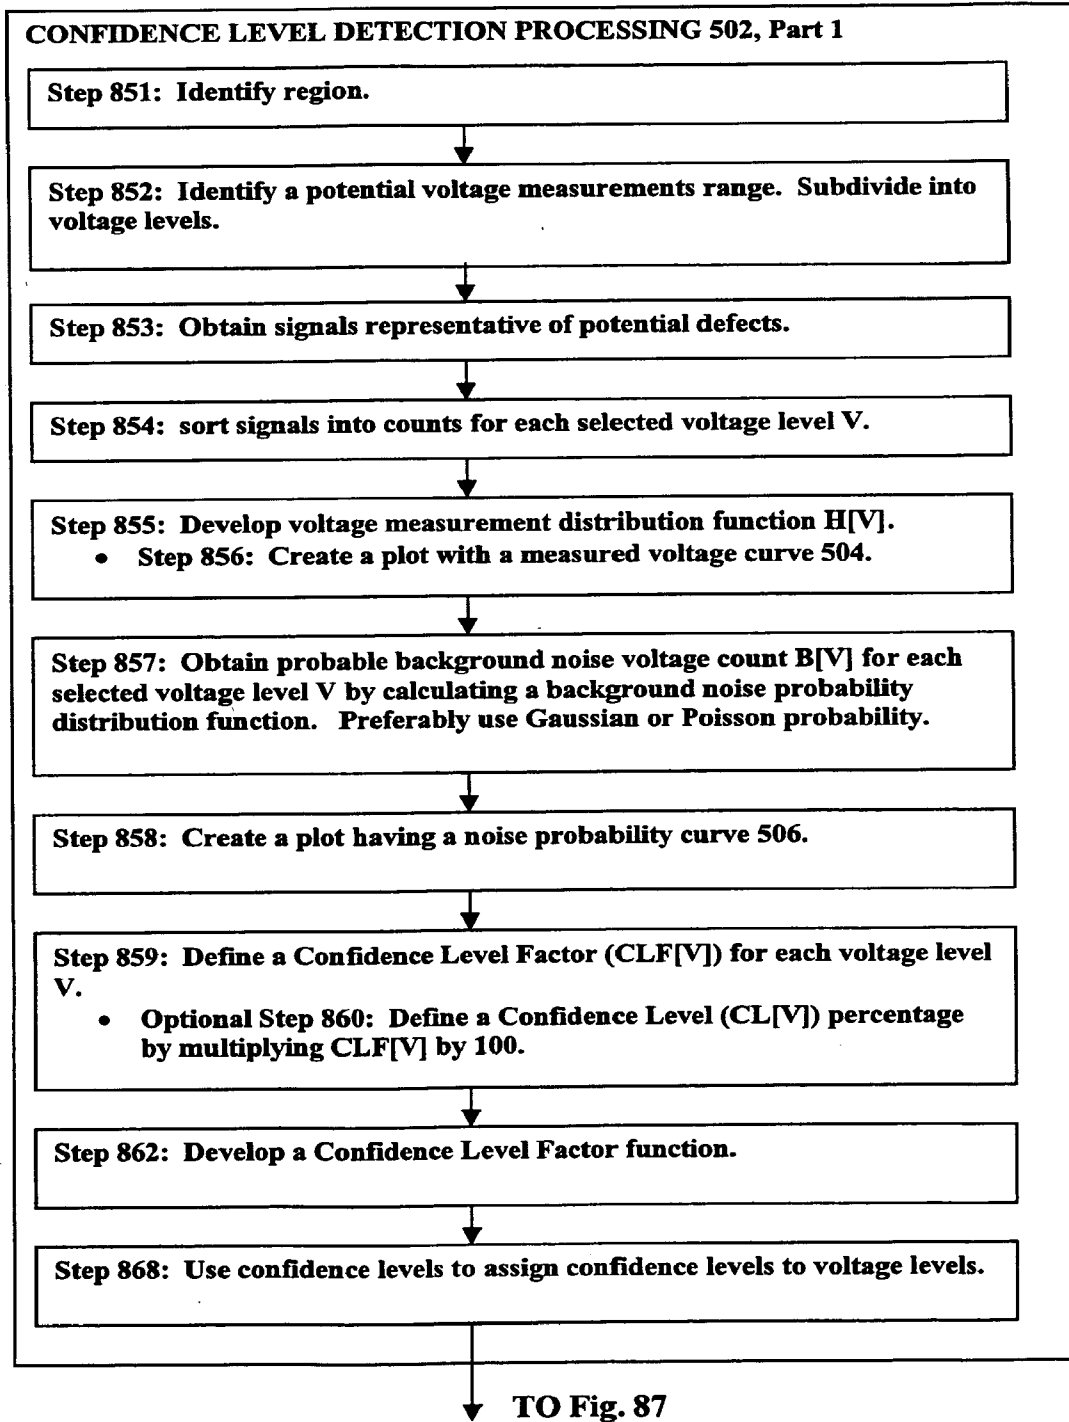 CONFIDENCE LEVEL DETECTION PROCESSING 502, Part 1
Step 851: Identify region.
Step 852: Identify a potential voltage measurements range. Subdivide into
voltage levels.
Step 853: Obtain signals representative of potential defects.
Step 854: sort signals into counts for each selected voltage level V.
Step 855: Develop voltage measurement distribution function H[V].
• Step 856: Create a plot with a measured voltage curve 504.
Step 857: Obtain probable background noise voltage count B[V] for each
selected voltage level V by calculating a background noise probability
distribution function. Preferably use Gaussian or Poisson probability.
Step 858: Create a plot having a noise probability curve 506.
Step 859: Define a Confidence Level Factor (CLF[V]) for each voltage level
V.
• Optional Step 860: Define a Confidence Level (CL[V]) percentage
by multiplying CLF[V] by 100.
Step 862: Develop a Confidence Level Factor function.
Step 868: Use confidence levels to assign confidence levels to voltage levels.
TO Fig. 87